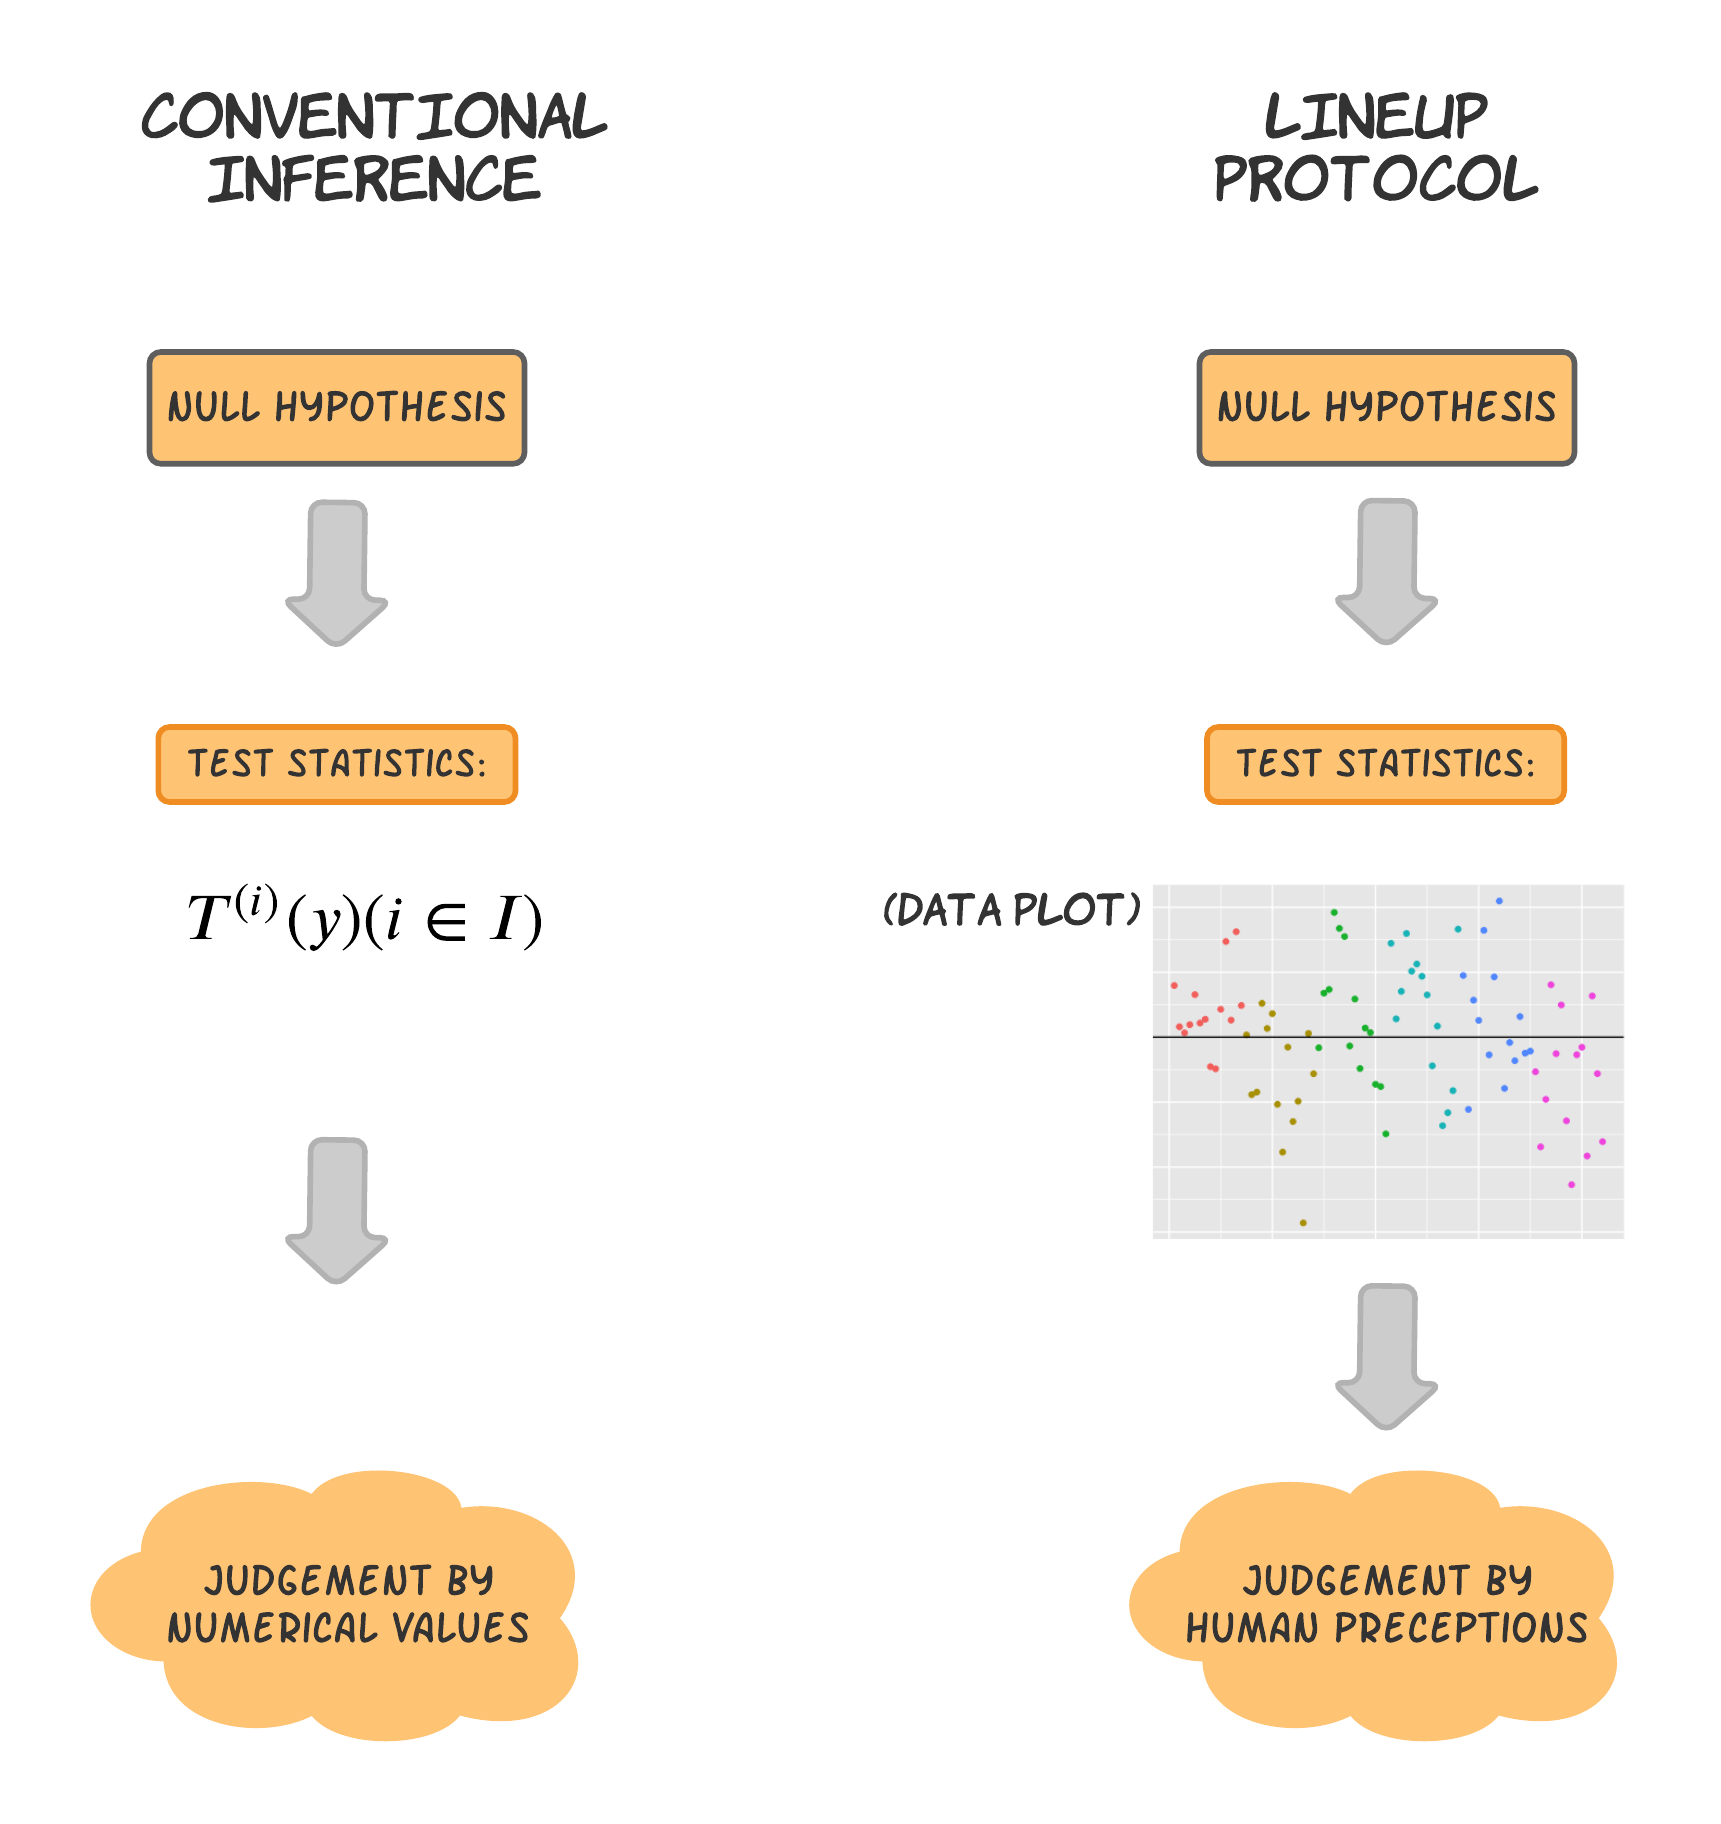 CONVENTIONAL
INFERENCE
NULL HYPOTHESIS
TEST STATISTICS:
T^{(i)}(y)(i ∈ I)
JUDGEMENT BY
NUMERICAL VALUES
LINEUP
PROTOCOL
NULL HYPOTHESIS
TEST STATISTICS:
(DATA PLOT)
JUDGEMENT BY
HUMAN PRECEPTIONS